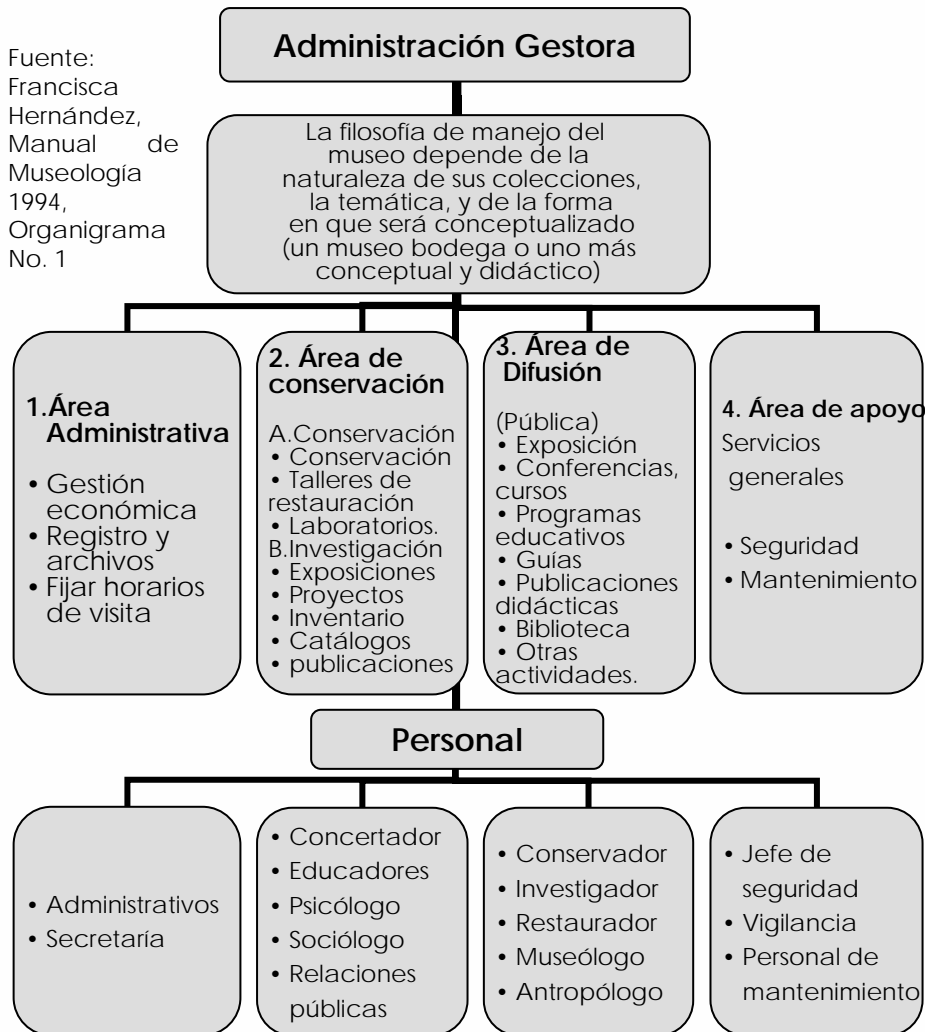 Administración Gestora
Fuente:
Francisca
Hernández,
Manual de
Museología
1994,
Organigrama
No. 1
La filosofía de manejo del
museo depende de la
naturaleza de sus colecciones,
la temática, y de la forma
en que será conceptualizado
(un museo bodega o uno más
conceptual y didáctico)
1.Área
Administrativa
• Gestión
económica
• Registro y
archivos
• Fijar horarios
de visita
2. Área de
conservación
A.Conservación
• Conservación
• Talleres de
restauración
• Laboratorios.
B.Investigación
• Exposiciones
• Proyectos
• Inventario
• Catálogos
• publicaciones
3. Área de
Difusión
(Pública)
• Exposición
• Conferencias,
cursos
• Programas
educativos
• Guías
• Publicaciones
didácticas
• Biblioteca
• Otras
actividades.
4. Área de apoyo
Servicios
generales
• Seguridad
• Mantenimiento
Personal
• Administrativos
• Secretaría
• Concertador
• Educadores
• Psicólogo
• Sociólogo
• Relaciones
públicas
• Conservador
• Investigador
• Restaurador
• Museólogo
• Antropólogo
• Jefe de
seguridad
• Vigilancia
• Personal de
mantenimiento